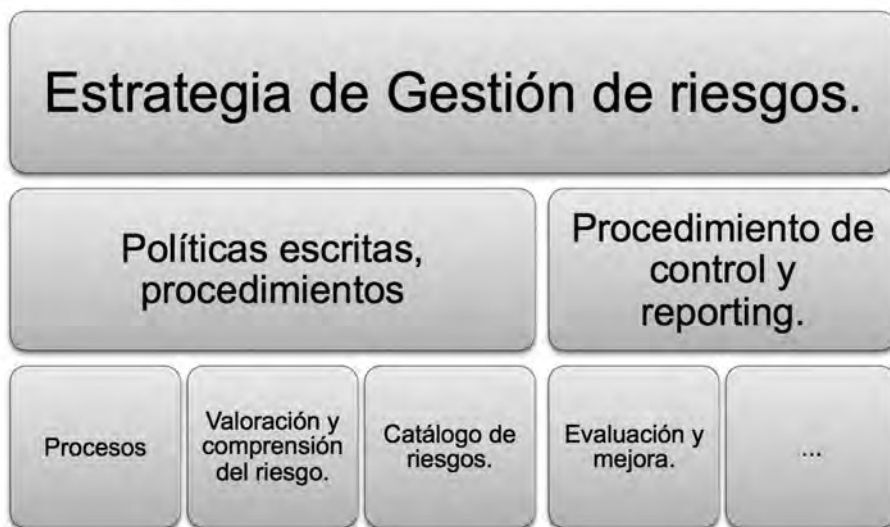 Estrategia de Gestión de riesgos.
Políticas escritas,
procedimientos
Procedimiento de
control y
reporting.
Procesos
Valoración y
comprensión
del riesgo.
Catálogo de
riesgos.
Evaluación y
mejora.
...